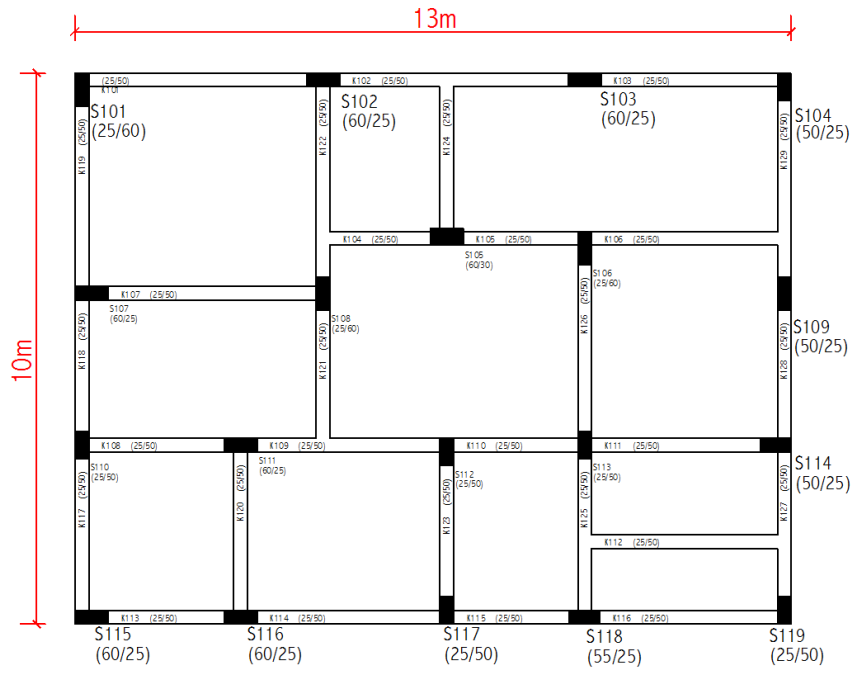 13m
(25/50)
K101
K102 (25/50)
K103 (25/50)
S101
(25/60)
S102
(60/25)
S103
(60/25)
S104
(50/25)
K119 (25/50)
K122 (25/50)
K124 (25/50)
K129 (25/50)
K104 (25/50)
K105 (25/50)
K106 (25/50)
S105
(60/30)
S106
(25/60)
K107 (25/50)
S107
(60/25)
S108
(25/60)
S109
(50/25)
10m
K118 (25/50)
K121 (25/50)
K126 (25/50)
K128 (25/50)
K108 (25/50)
K109 (25/50)
K110 (25/50)
K111 (25/50)
S110
(25/50)
S111
(60/25)
S112
(25/50)
S113
(25/50)
S114
(50/25)
K117 (25/50)
K120 (25/50)
K123 (25/50)
K125 (25/50)
K127 (25/50)
K112 (25/50)
K113 (25/50)
K114 (25/50)
K115 (25/50)
K116 (25/50)
S115
(60/25)
S116
(60/25)
S117
(25/50)
S118
(55/25)
S119
(25/50)